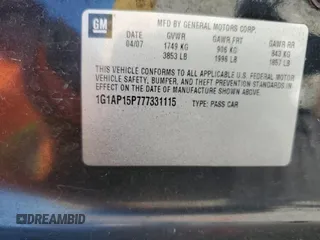 GM
MFD BY GENERAL MOTORS CORP.
DATE GVWR GAWR FRT GAWR RR
04/07 1749 KG 906 KG 843 KG
3853 LB 1996 LB 1857 LB
THIS VEHICLE CONFORMS TO ALL APPLICABLE U.S. FEDERAL MOTOR
VEHICLE SAFETY, BUMPER, AND THEFT PREVENTION STANDARDS IN
EFFECT ON THE DATE OF MANUFACTURE SHOWN ABOVE.
1G1AP15P777331115 TYPE: PASS CAR
DREAMBID